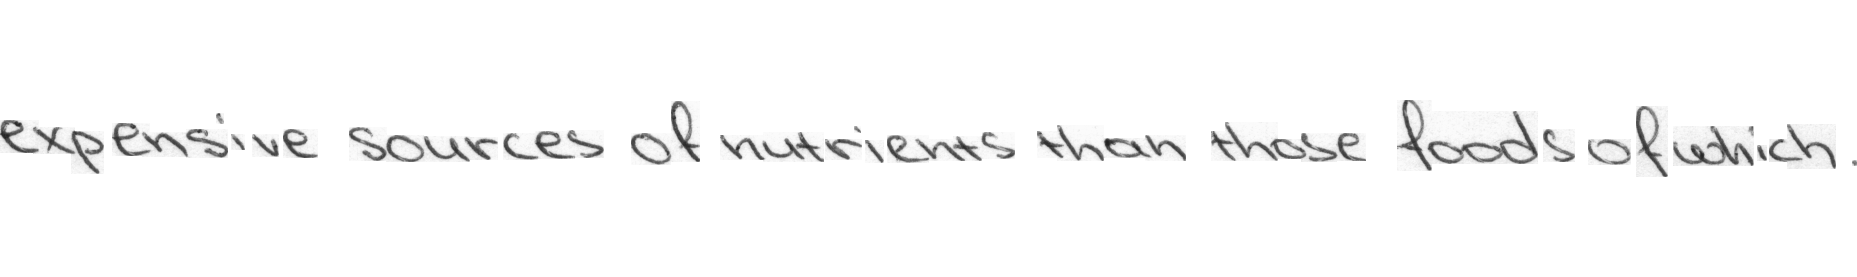 expensive sources of nutrients than those foods of which.